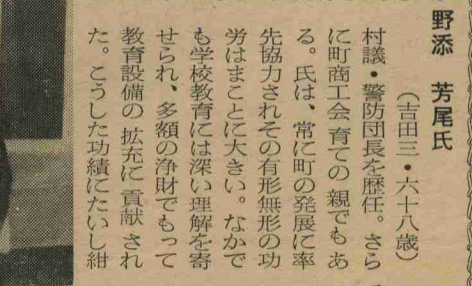 野添 芳尾氏
(吉田三・六十八歳)
村議・警防団長を歴任。さら
に町商工会 育ての 親でもあ
る。氏は、常に町の発展に率
先協力されその有形無形の功
労はまことに大きい。なかで
も学校教育には深い理解を寄
せられ、多額の浄財でもって
教育設備の 拡充に 貢献 され
た。こうした功績にたいし紺